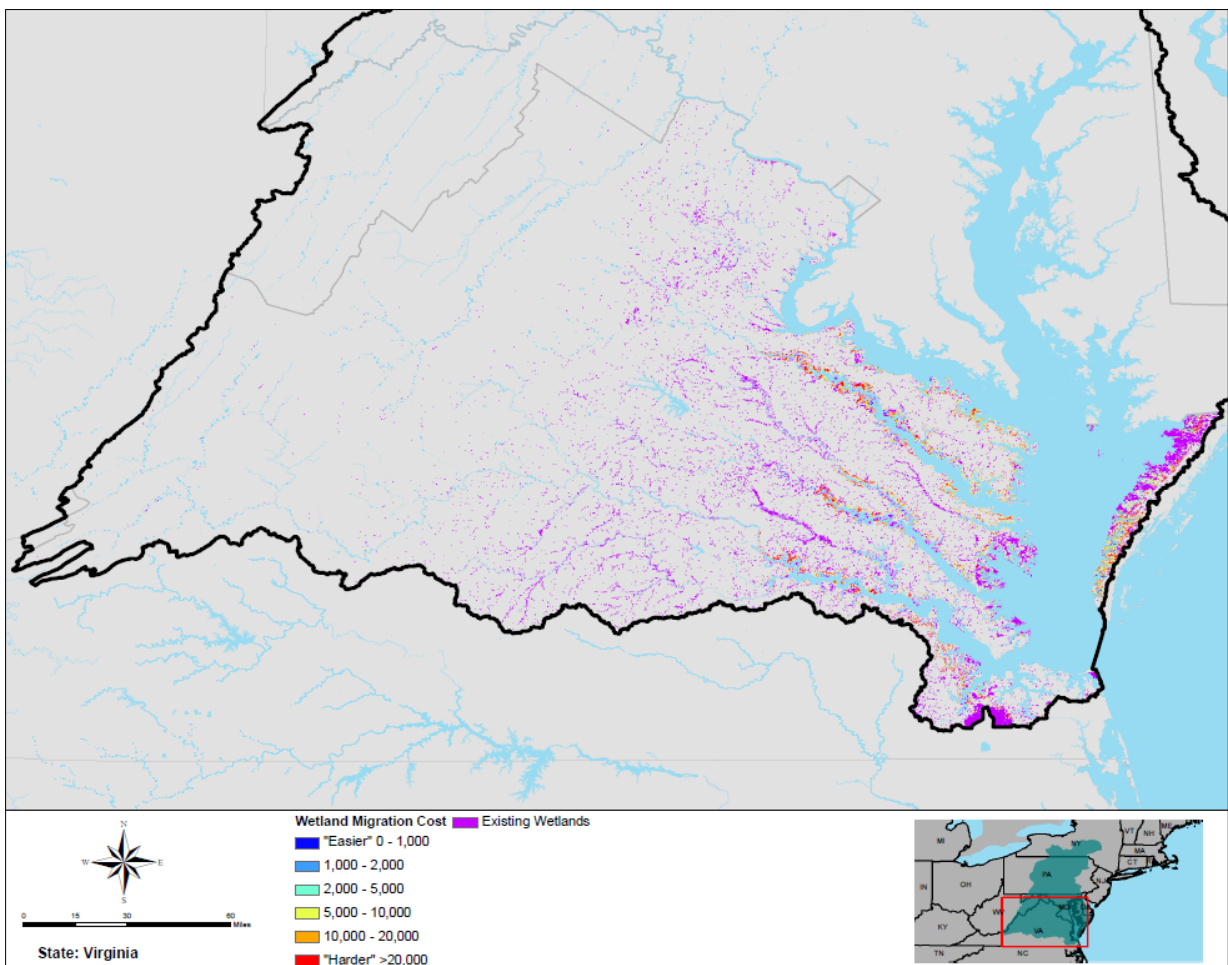 N
W E
S
0 15 30 60
Miles
State: Virginia
Wetland Migration Cost Existing Wetlands
"Easier" 0 - 1,000
1,000 - 2,000
2,000 - 5,000
5,000 - 10,000
10,000 - 20,000
"Harder" >20,000
MI
NY
VT
NH
ME
MA
CT
PA
NJ
IN
OH
WV
KY
VA
TN
NC